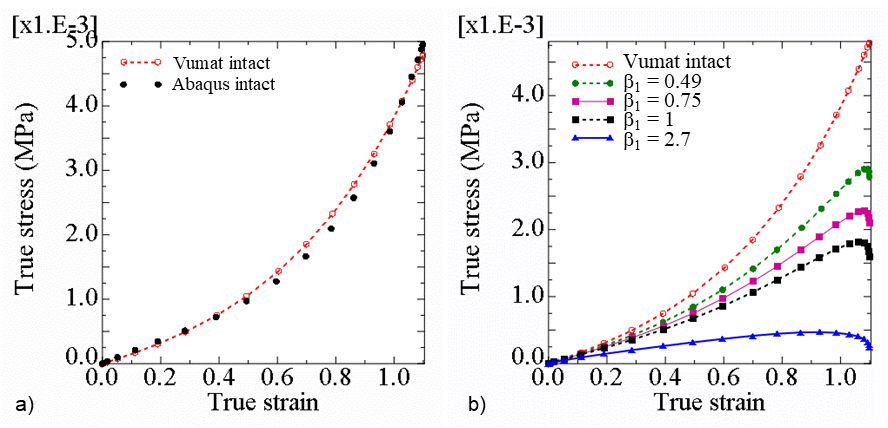 [x1.E-3]
5.0
4.0
3.0
2.0
1.0
0.0
True stress (MPa)
Vumat intact
Abaqus intact
0.0 0.2 0.4 0.6 0.8 1.0
True strain
a)
[x1.E-3]
4.0
3.0
2.0
1.0
0.0
True stress (MPa)
Vumat intact
β1 = 0.49
β1 = 0.75
β1 = 1
β1 = 2.7
0.0 0.2 0.4 0.6 0.8 1.0
True strain
b)